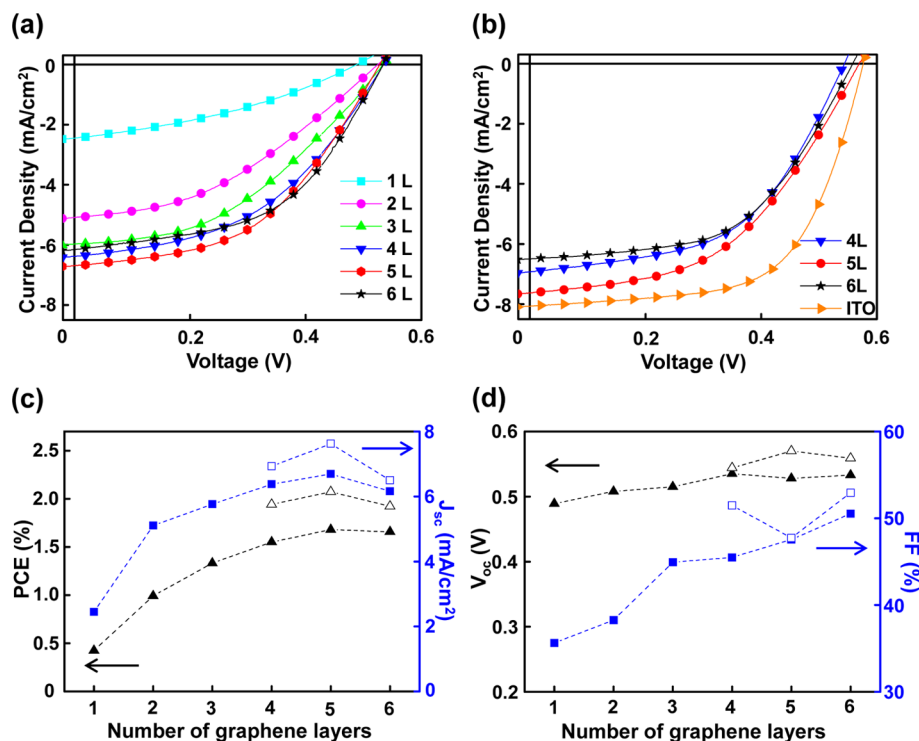 (a)
0
-2
-4
-6
-8
Current Density (mA/cm²)
1 L
2 L
3 L
4 L
5 L
6 L
0 0.2 0.4 0.6
Voltage (V)
(b)
0
-2
-4
-6
-8
Current Density (mA/cm²)
4L
5L
6L
ITO
0 0.2 0.4 0.6
Voltage (V)
(c)
2.5
2.0
1.5
1.0
0.5
0.0
PCE (%)
8
6
4
2
0
Jsc (mA/cm²)
1 2 3 4 5 6
Number of graphene layers
(d)
0.6
0.5
0.4
0.3
0.2
Voc (V)
60
50
40
30
FF (%)
1 2 3 4 5 6
Number of graphene layers